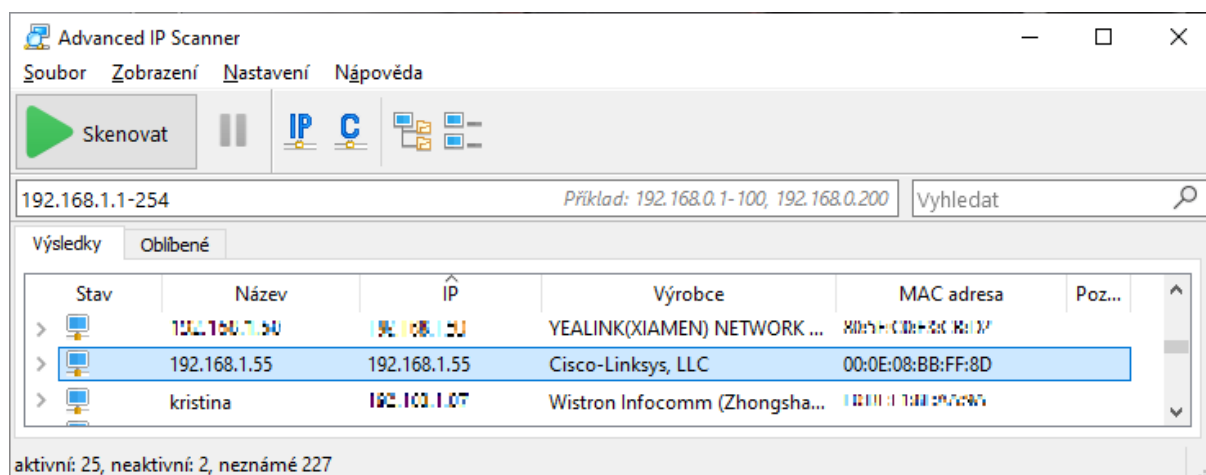 Advanced IP Scanner
Soubor Zobrazení Nastavení Nápověda
Skenovat IP C
192.168.1.1-254 Příklad: 192.168.0.1-100, 192.168.0.200 Vyhledat
Výsledky Oblíbené
Stav Název IP Výrobce MAC adresa Poz...
YEALINK(XIAMEN) NETWORK ...
192.168.1.55 192.168.1.55 Cisco-Linksys, LLC 00:0E:08:BB:FF:8D
kristina Wistron Infocomm (Zhongsha...
aktivní: 25, neaktivní: 2, neznámé 227